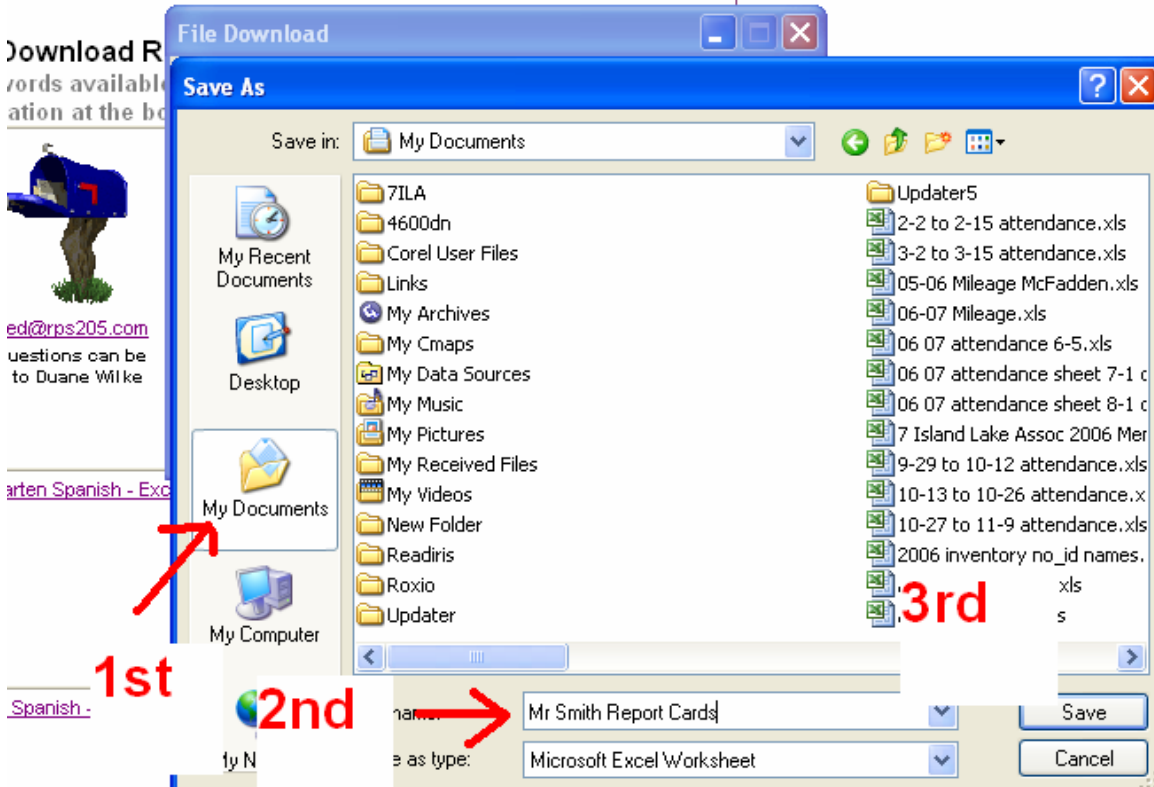 File Download
Download R
words available
ation at the bo
Save As
Save in:
My Documents
ed@rps205.com
uestions can be
to Duane Wilke
arten Spanish - Exc
Spanish -
My Recent
Documents
Desktop
My Documents
My Computer
My N
7ILA
4600dn
Corel User Files
Links
My Archives
My Cmaps
My Data Sources
My Music
My Pictures
My Received Files
My Videos
New Folder
Readiris
Roxio
Updater
Updater5
2-2 to 2-15 attendance.xls
3-2 to 3-15 attendance.xls
05-06 Mileage McFadden.xls
06-07 Mileage.xls
06 07 attendance 6-5.xls
06 07 attendance sheet 7-1
06 07 attendance sheet 8-1
7 Island Lake Assoc 2006 Mer
9-29 to 10-12 attendance.xls
10-13 to 10-26 attendance.x
10-27 to 11-9 attendance.xls
2006 inventory no_id names.
xls
s
1st
2nd
3rd
name:
Mr Smith Report Cards
Save
e as type:
Microsoft Excel Worksheet
Cancel